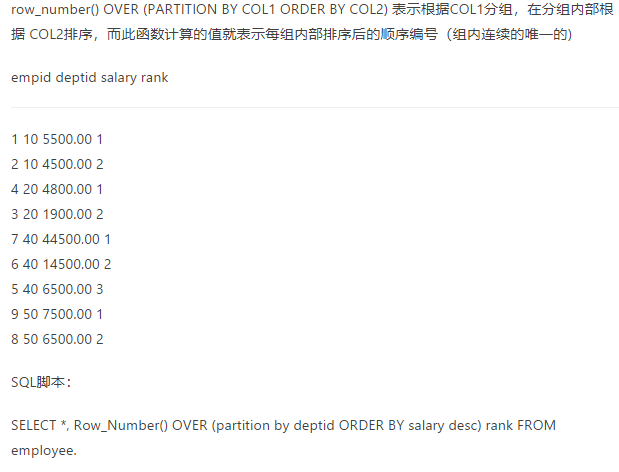 row_number() OVER (PARTITION BY COL1 ORDER BY COL2) 表示根据COL1分组，在分组内部根
据 COL2排序，而此函数计算的值就表示每组内部排序后的顺序编号（组内连续的唯一的)
empid deptid salary rank
1 10 5500.00 1
2 10 4500.00 2
4 20 4800.00 1
3 20 1900.00 2
7 40 44500.00 1
6 40 14500.00 2
5 40 6500.00 3
9 50 7500.00 1
8 50 6500.00 2
SQL脚本：
SELECT *, Row_Number() OVER (partition by deptid ORDER BY salary desc) rank FROM
employee.